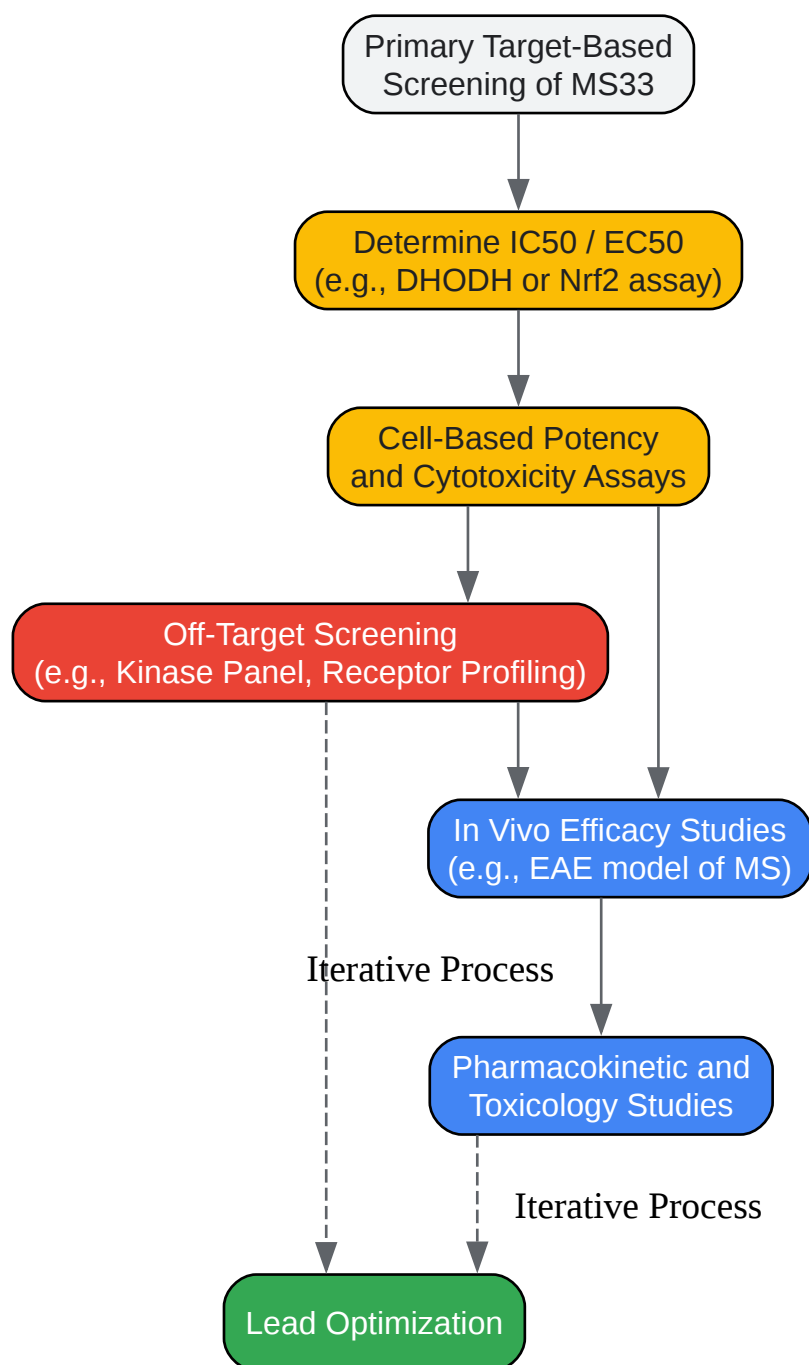 Primary Target-Based
Screening of MS33
Determine IC50 / EC50
(e.g., DHODH or Nrf2 assay)
Cell-Based Potency
and Cytotoxicity Assays
Off-Target Screening
(e.g., Kinase Panel, Receptor Profiling)
In Vivo Efficacy Studies
(e.g., EAE model of MS)
Iterative Process
Pharmacokinetic and
Toxicology Studies
Iterative Process
Lead Optimization